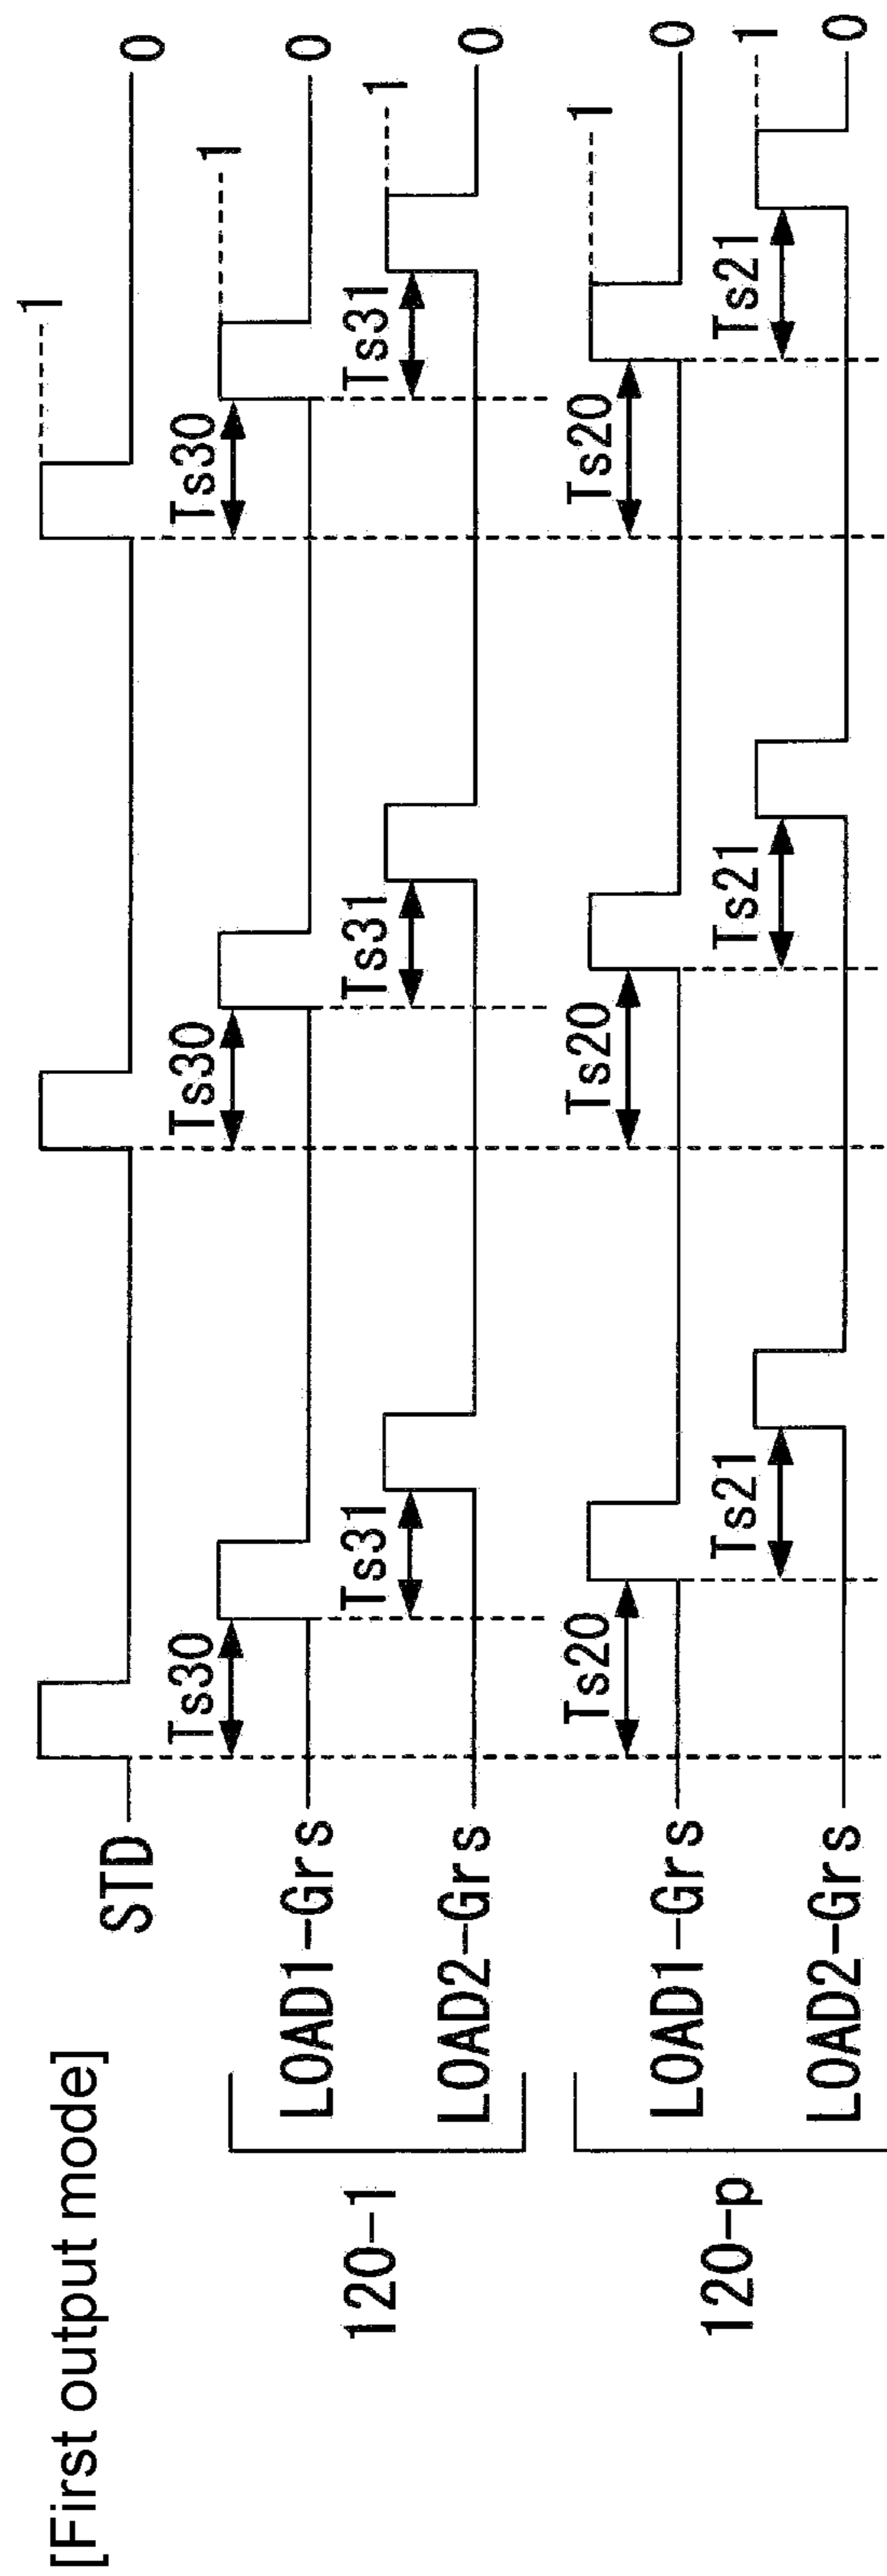 [First output mode]
STD
1
0
Ts30
Ts30
Ts30
1
120-1
LOAD1-Grs
0
Ts31
Ts31
Ts31
1
LOAD2-Grs
0
Ts20
Ts20
Ts20
1
120-p
LOAD1-Grs
0
Ts21
Ts21
Ts21
1
LOAD2-Grs
0